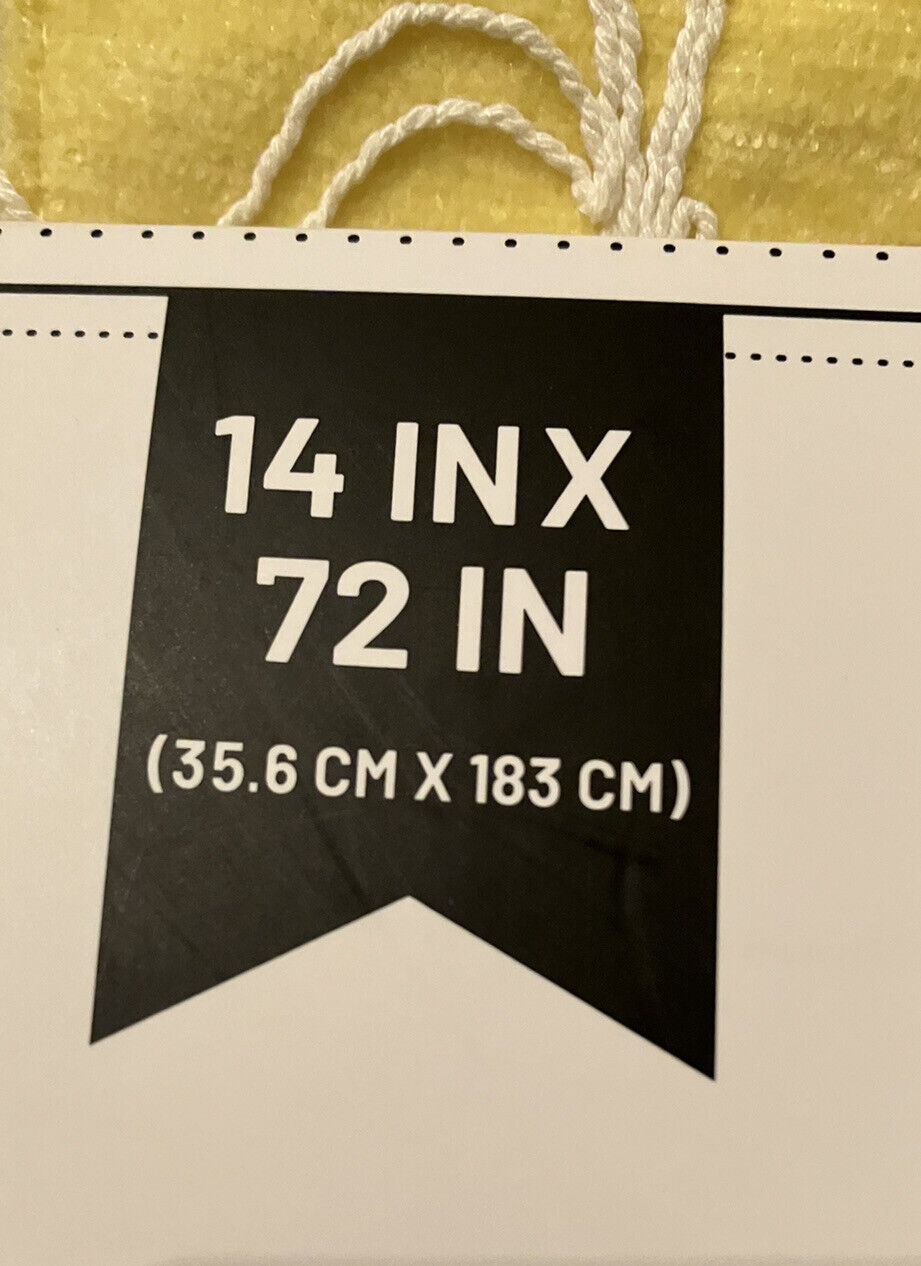 14 IN X
72 IN
(35.6 CM X 183 CM)